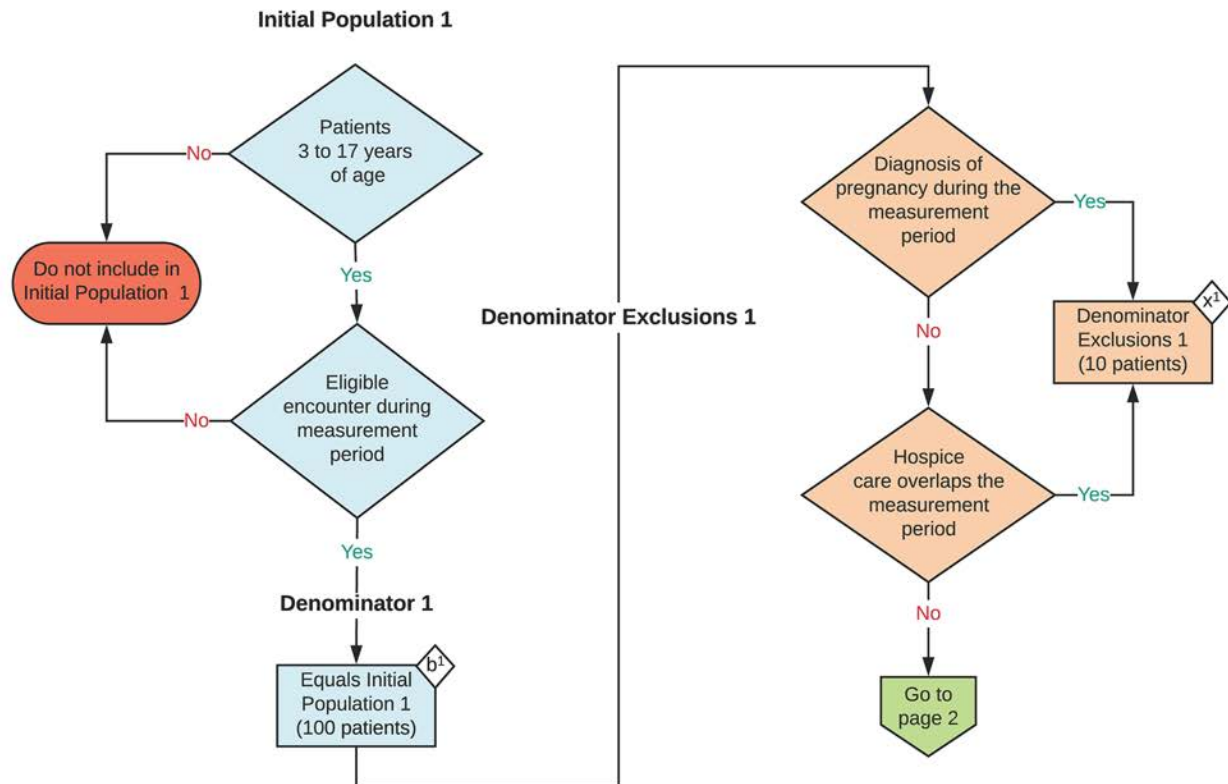 Initial Population 1
Patients
3 to 17 years
of age
No
Do not include in
Initial Population 1
Yes
Eligible
encounter during
measurement
period
No
Yes
Denominator 1
b¹
Equals Initial
Population 1
(100 patients)
Denominator Exclusions 1
Diagnosis of
pregnancy during the
measurement
period
Yes
x¹
Denominator
Exclusions 1
(10 patients)
No
Hospice
care overlaps the
measurement
period
Yes
No
Go to
page 2